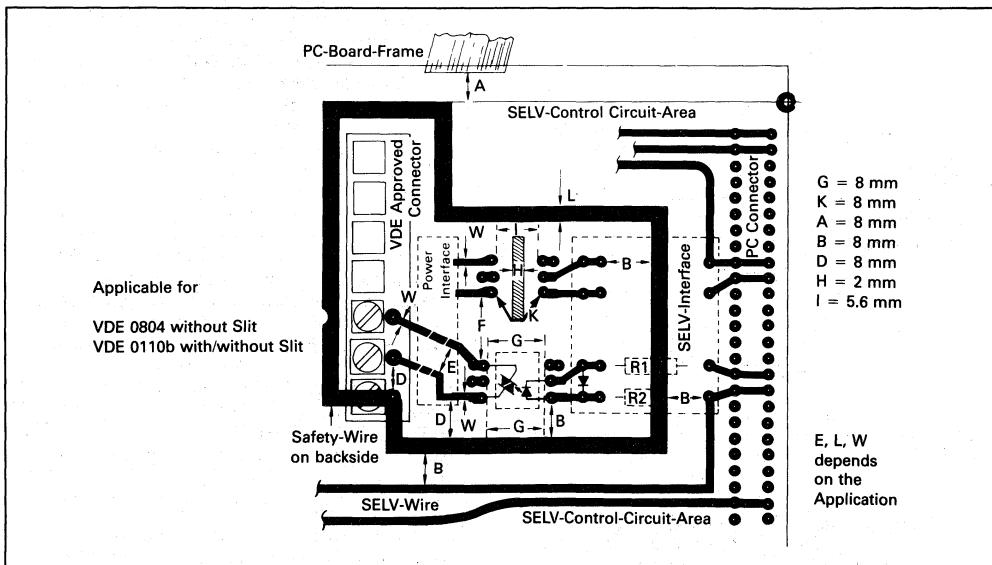 PC-Board-Frame
A
SELV-Control Circuit-Area
VDE Approved
Connector
L
W
I
H
B
Power
Interface
K
SELV-Interface
PC Connector
G = 8 mm
K = 8 mm
A = 8 mm
B = 8 mm
D = 8 mm
H = 2 mm
I = 5.6 mm
Applicable for
VDE 0804 without Slit
VDE 0110b with/without Slit
W
F
G
E
D
R1
R2
B
W
D
G
B
Safety-Wire
on backside
B
E, L, W
depends
on the
Application
SELV-Wire
SELV-Control-Circuit-Area